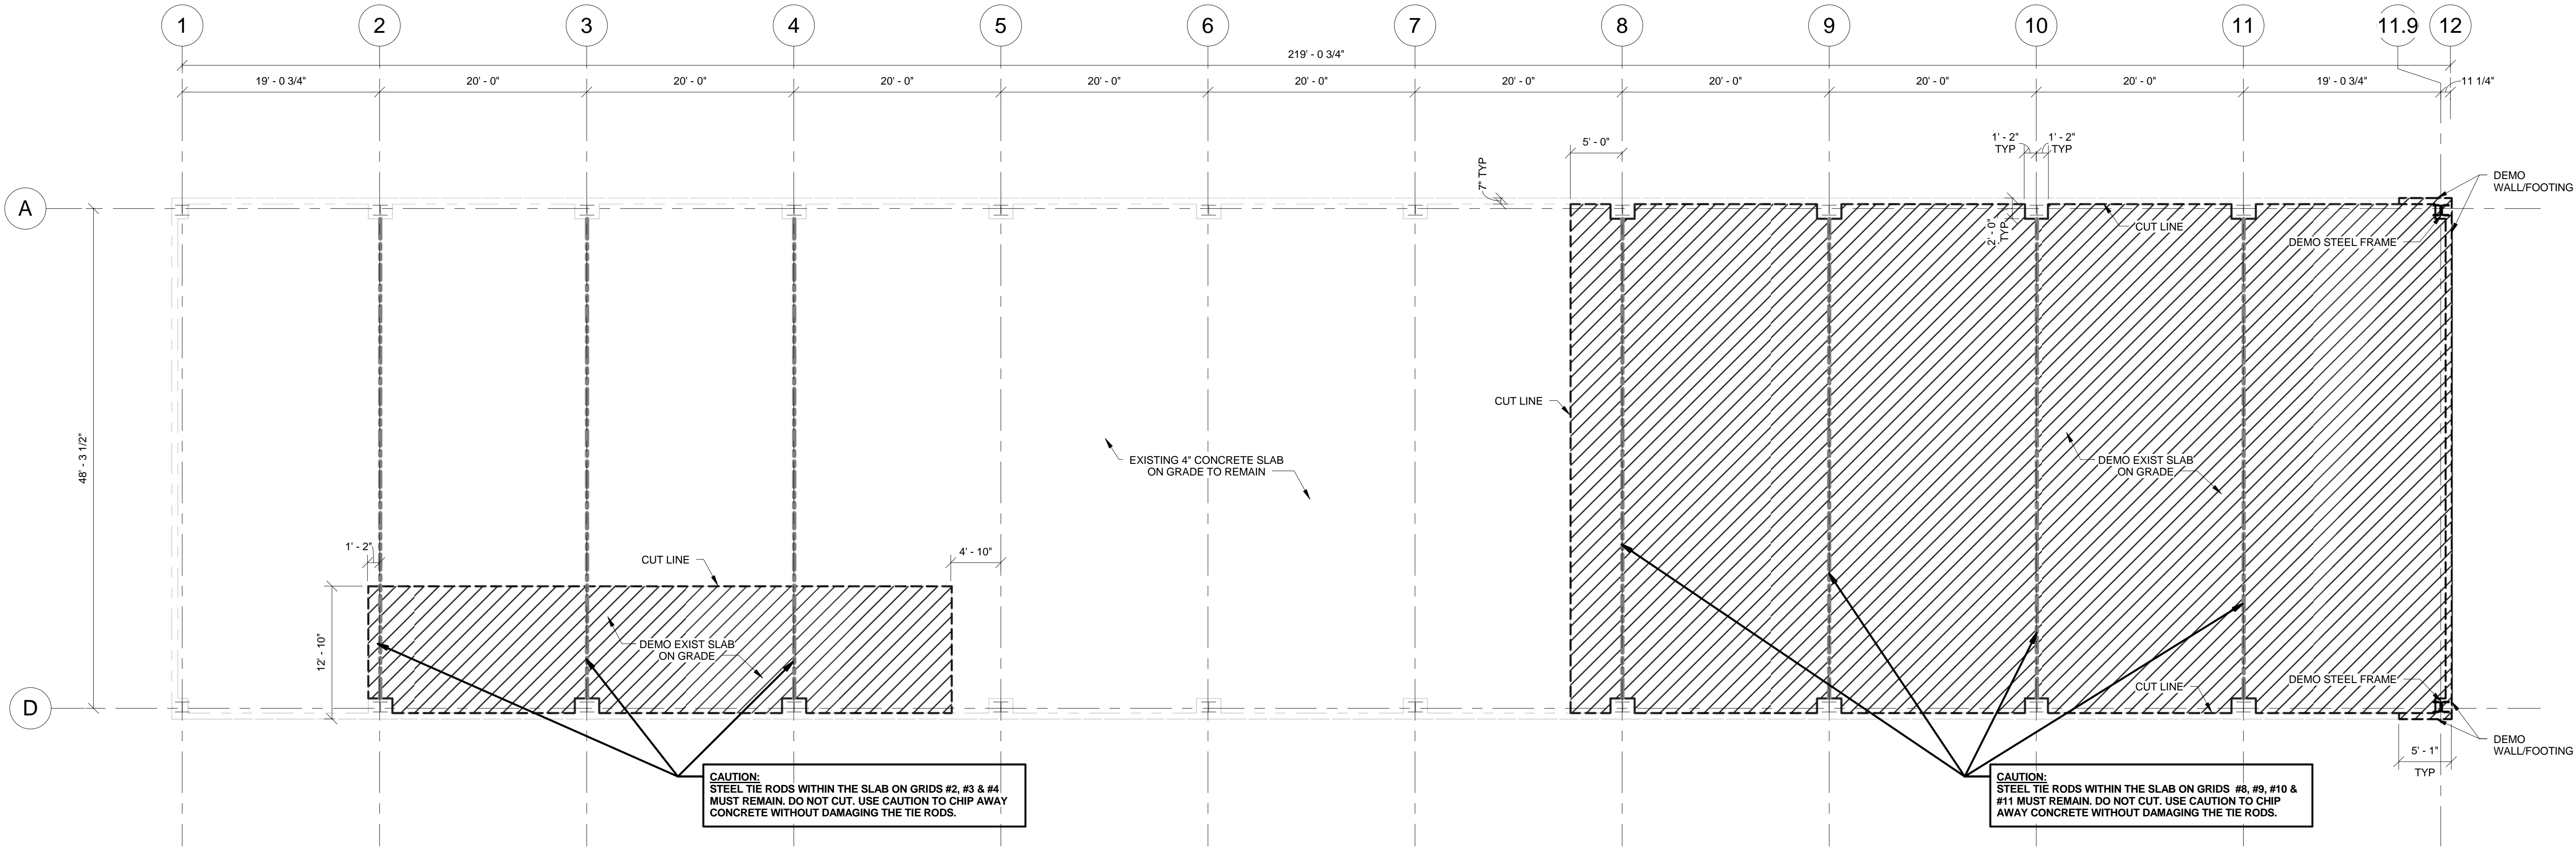 1
2
3
4
5
6
7
8
9
10
11
11.9
12
219' - 0 3/4"
19' - 0 3/4"
20' - 0"
20' - 0"
20' - 0"
20' - 0"
20' - 0"
20' - 0"
20' - 0"
20' - 0"
20' - 0"
19' - 0 3/4"
11 1/4"
5' - 0"
1' - 2"
TYP
1' - 2"
TYP
7" TYP
A
DEMO
WALL/FOOTING
2' - 0"
TYP
CUT LINE
DEMO STEEL FRAME
CUT LINE
48' - 3 1/2"
EXISTING 4" CONCRETE SLAB
ON GRADE TO REMAIN
DEMO EXIST SLAB
ON GRADE
1' - 2"
CUT LINE
4' - 10"
12' - 10"
DEMO EXIST SLAB
ON GRADE
DEMO STEEL FRAME
CUT LINE
D
DEMO
WALL/FOOTING
5' - 1"
TYP
CAUTION:
STEEL TIE RODS WITHIN THE SLAB ON GRIDS #2, #3 & #4
MUST REMAIN. DO NOT CUT. USE CAUTION TO CHIP AWAY
CONCRETE WITHOUT DAMAGING THE TIE RODS.
CAUTION:
STEEL TIE RODS WITHIN THE SLAB ON GRIDS #8, #9, #10 &
#11 MUST REMAIN. DO NOT CUT. USE CAUTION TO CHIP
AWAY CONCRETE WITHOUT DAMAGING THE TIE RODS.